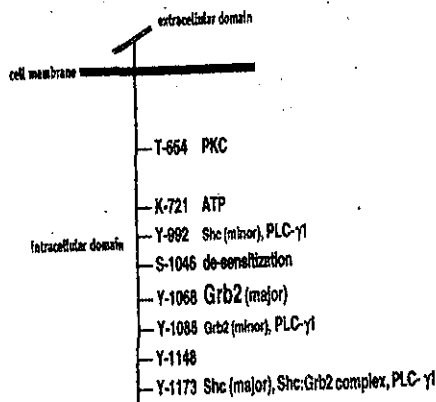 extracellular domain
cell membrane
T-654 PKC
K-721 ATP
Y-992 Shc (minor), PLC-γ1
intracellular domain
S-1046 de-sensitization
Y-1068 Grb2 (major)
Y-1086 Grb2 (minor), PLC-γ1
Y-1148
Y-1173 Shc (major), Shc:Grb2 complex, PLC-γ1